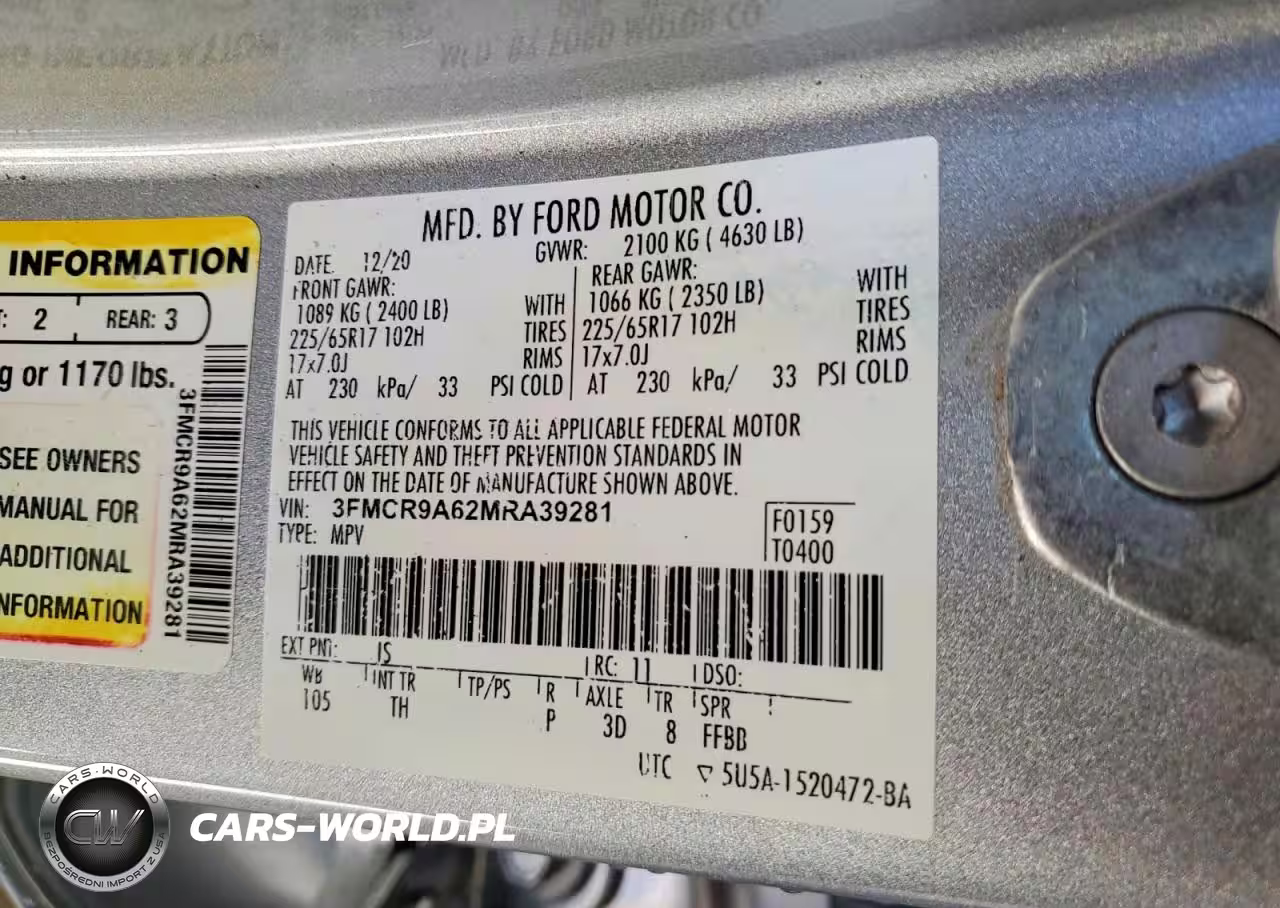 INFORMATION
2 REAR: 3
g or 1170 lbs.
SEE OWNERS
MANUAL FOR
ADDITIONAL
INFORMATION
3FMCR9A62MRA39281
MFD. BY FORD MOTOR CO.
DATE. 12/20 GVWR: 2100 KG ( 4630 LB)
FRONT GAWR: REAR GAWR:
1089 KG ( 2400 LB) WITH 1066 KG ( 2350 LB) WITH
225/65R17 102H TIRES 225/65R17 102H TIRES
17x7.0J RIMS 17x7.0J RIMS
AT 230 kPa/ 33 PSI COLD AT 230 kPa/ 33 PSI COLD
THIS VEHICLE CONFORMS TO ALL APPLICABLE FEDERAL MOTOR
VEHICLE SAFETY AND THEFT PREVENTION STANDARDS IN
EFFECT ON THE DATE OF MANUFACTURE SHOWN ABOVE.
VIN: 3FMCR9A62MRA39281
TYPE: MPV
F0159
T0400
EXT PNT: JS RC: 11 DSO:
WB INT TR TP/PS R AXLE TR SPR
105 TH P 3D 8 FFBB
UTC 5U5A-1520472-BA
CARS-WORLD
CW
BEZPOŚREDNI IMPORT Z USA
CARS-WORLD.PL